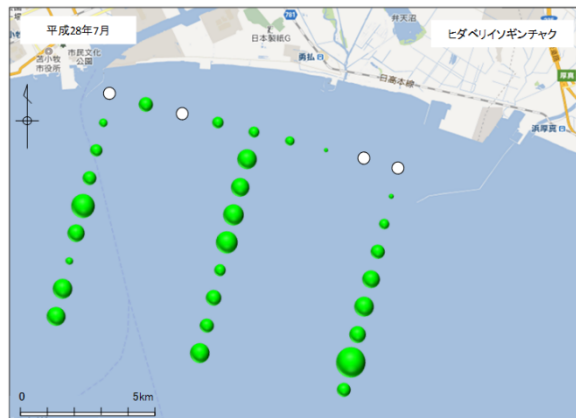 平成28年7月
ヒダベリイソギンチャク
781
弁天沼
日本製紙G
市民文化
公園
苫小牧
市役所
勇払
日高本線
厚真
浜厚真
0
5km